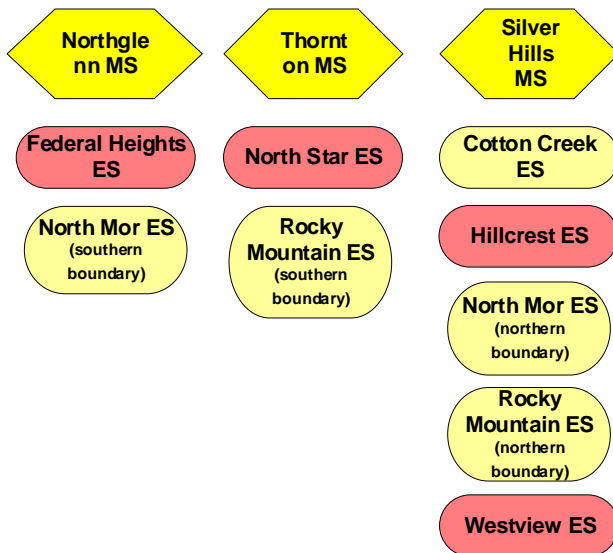 Northgle
nn MS
Thornt
on MS
Silver
Hills
MS
Federal Heights
ES
North Mor ES
(southern
boundary)
North Star ES
Rocky
Mountain ES
(southern
boundary)
Cotton Creek
ES
Hillcrest ES
North Mor ES
(northern
boundary)
Rocky
Mountain ES
(northern
boundary)
Westview ES